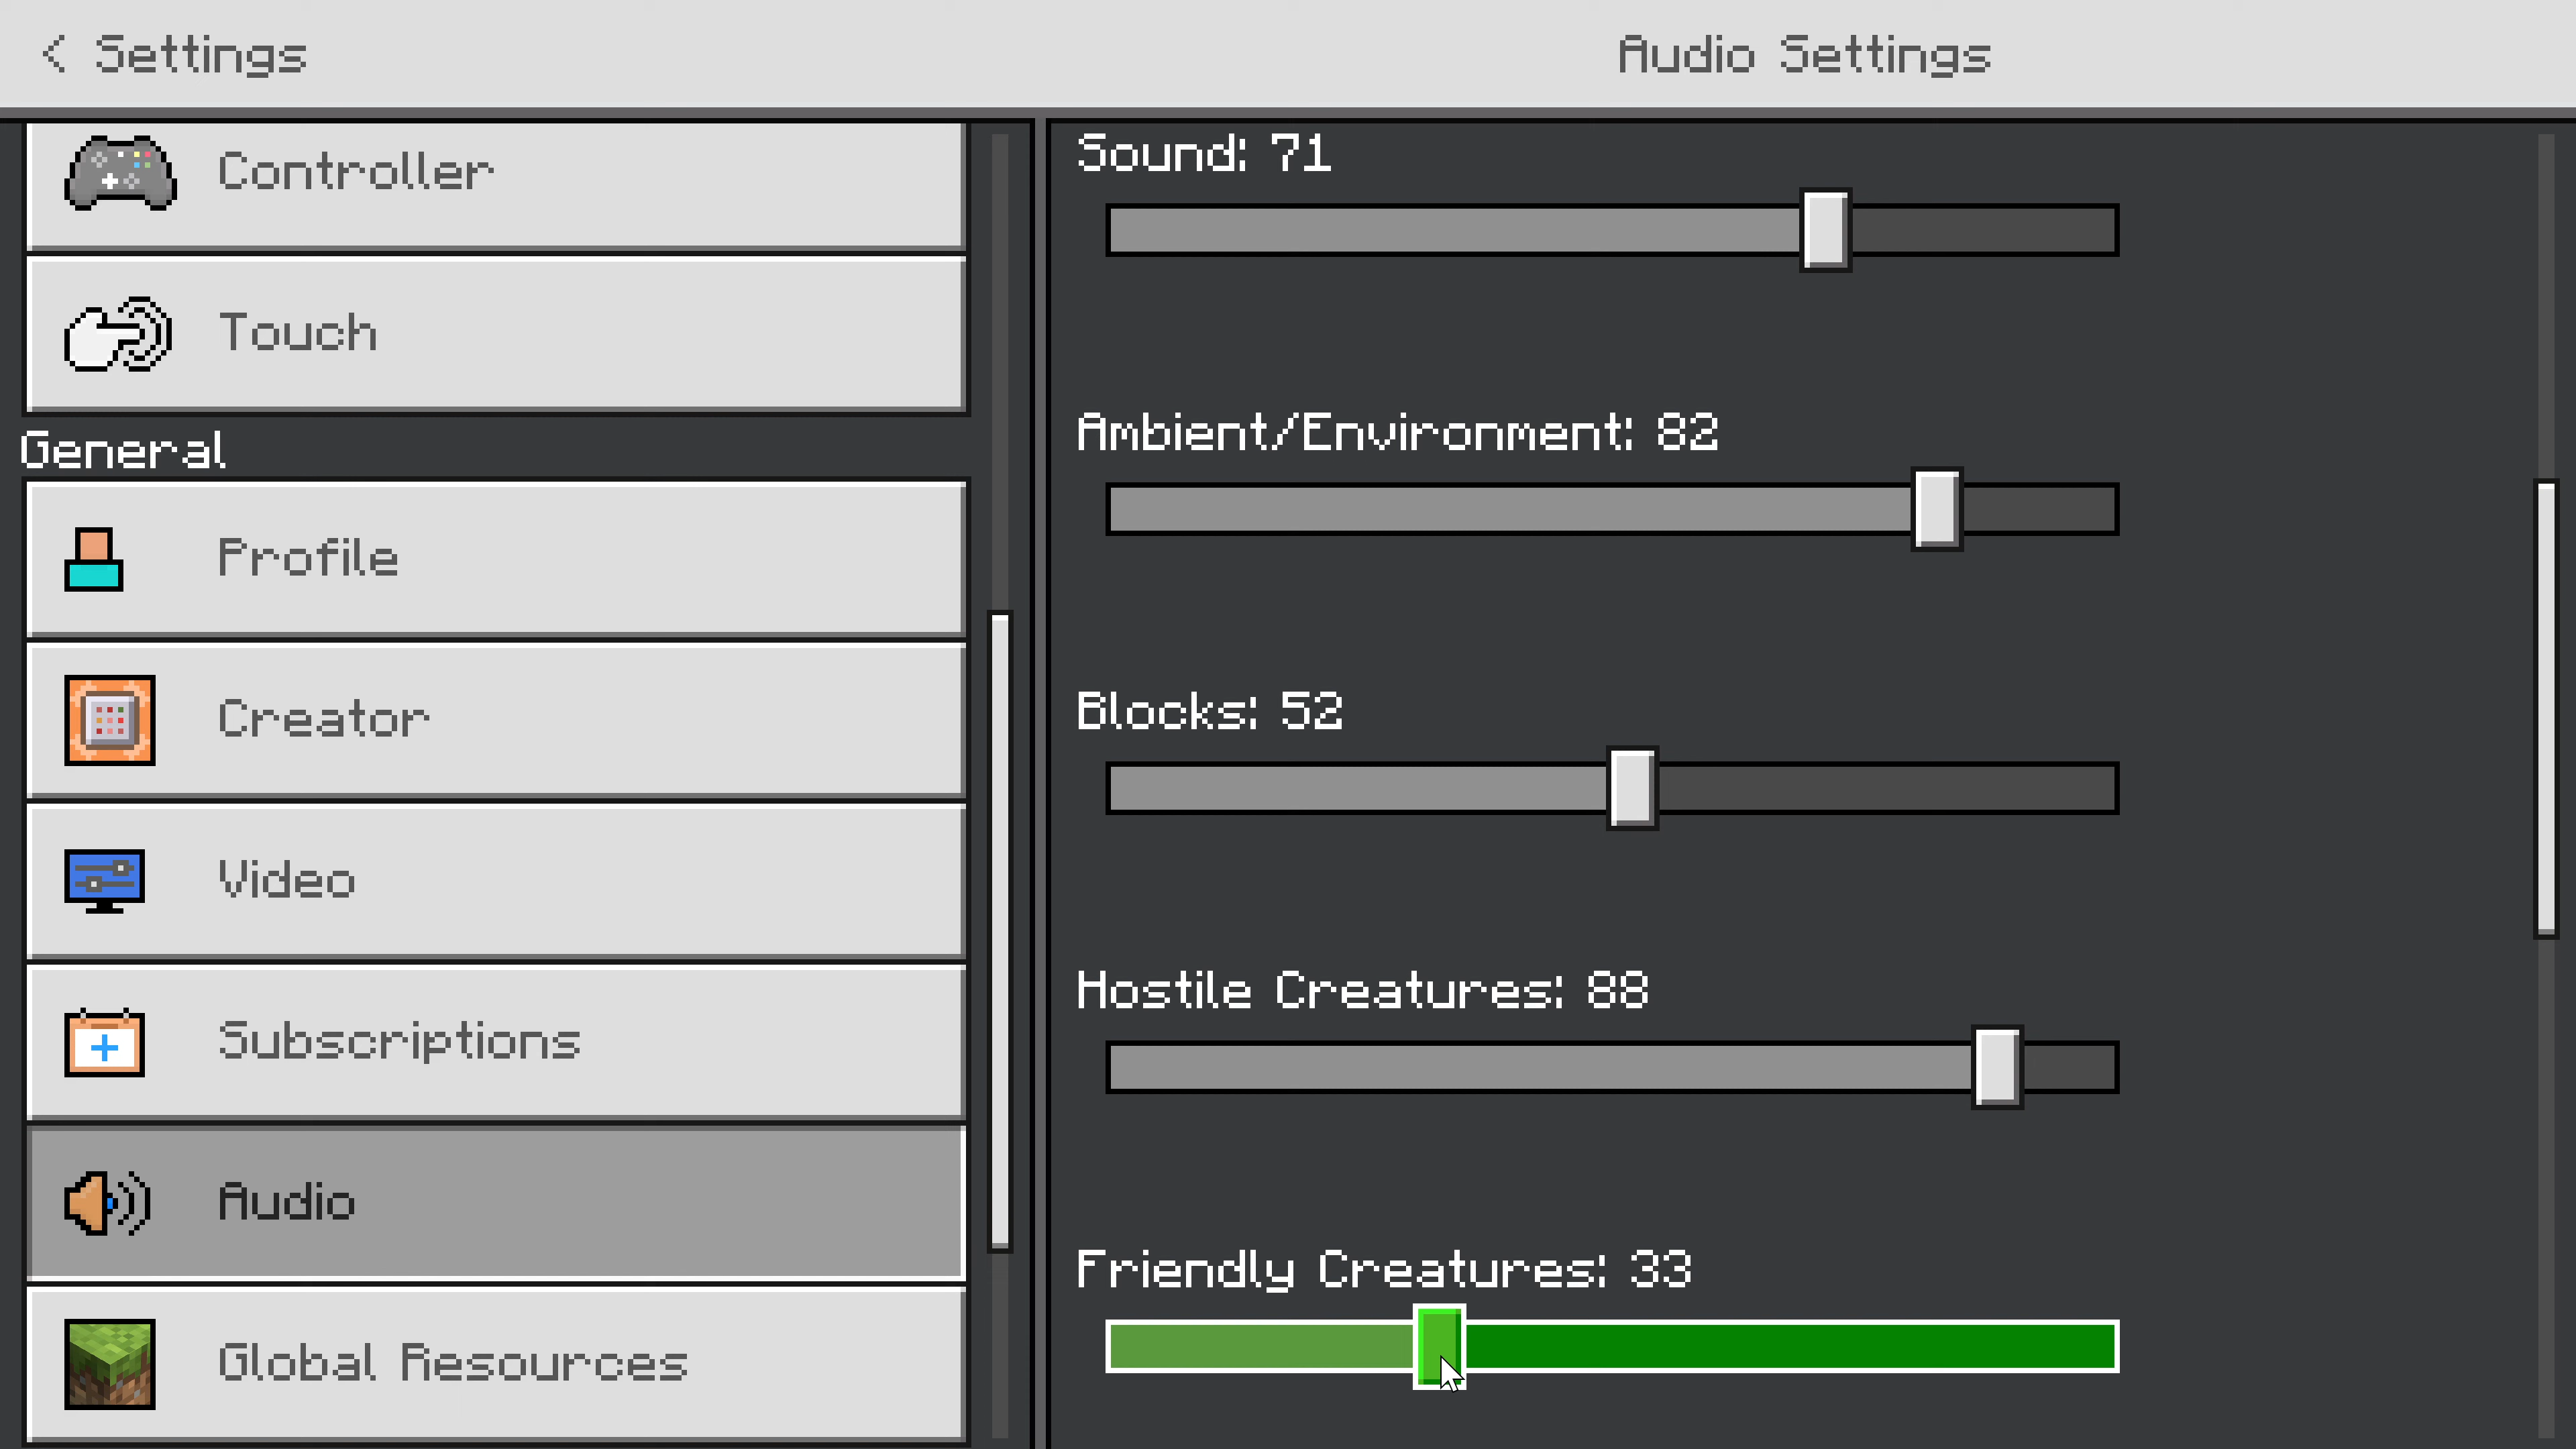 < Settings
Audio Settings
Controller
Touch
General
Profile
Creator
Video
Subscriptions
Audio
Global Resources
Sound: 71
Ambient/Environment: 82
Blocks: 52
Hostile Creatures: 88
Friendly Creatures: 33